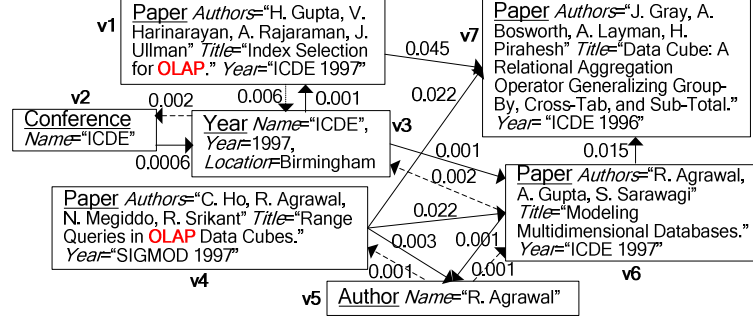 v1
Paper Authors="H. Gupta, V.
Harinarayan, A. Rajaraman, J.
Ullman" Title="Index Selection
for OLAP." Year="ICDE 1997"
v7
Paper Authors="J. Gray, A.
Bosworth, A. Layman, H.
Pirahesh" Title="Data Cube: A
Relational Aggregation
Operator Generalizing Group-
By, Cross-Tab, and Sub-Total."
Year= "ICDE 1996"
0.045
0.022
v2
0.002
0.006
0.001
Conference
Name="ICDE"
0.0006
Year Name="ICDE",
Year=1997,
Location=Birmingham
v3
0.001
0.002
0.015
Paper Authors="C. Ho, R. Agrawal,
N. Megiddo, R. Srikant" Title="Range
Queries in OLAP Data Cubes."
Year="SIGMOD 1997"
v4
0.022
0.003
0.001
0.001
0.001
Paper Authors="R. Agrawal,
A. Gupta, S. Sarawagi"
Title="Modeling
Multidimensional Databases."
Year="ICDE 1997"
v6
v5
Author Name="R. Agrawal"